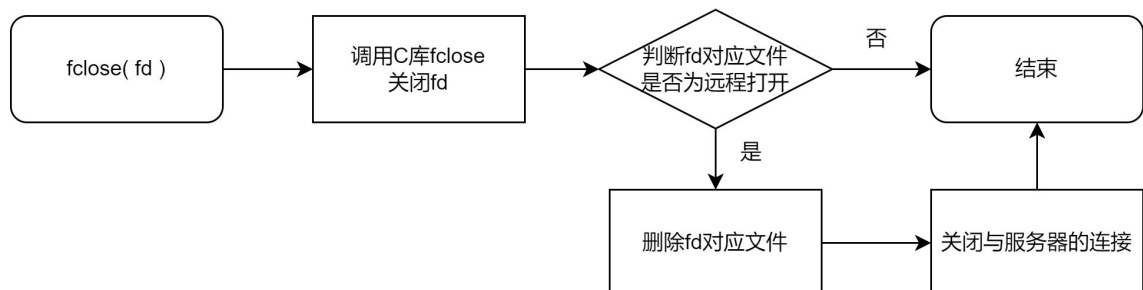 fclose( fd )
调用C库fclose
关闭fd
判断fd对应文件
是否为远程打开
否
结束
是
删除fd对应文件
关闭与服务器的连接